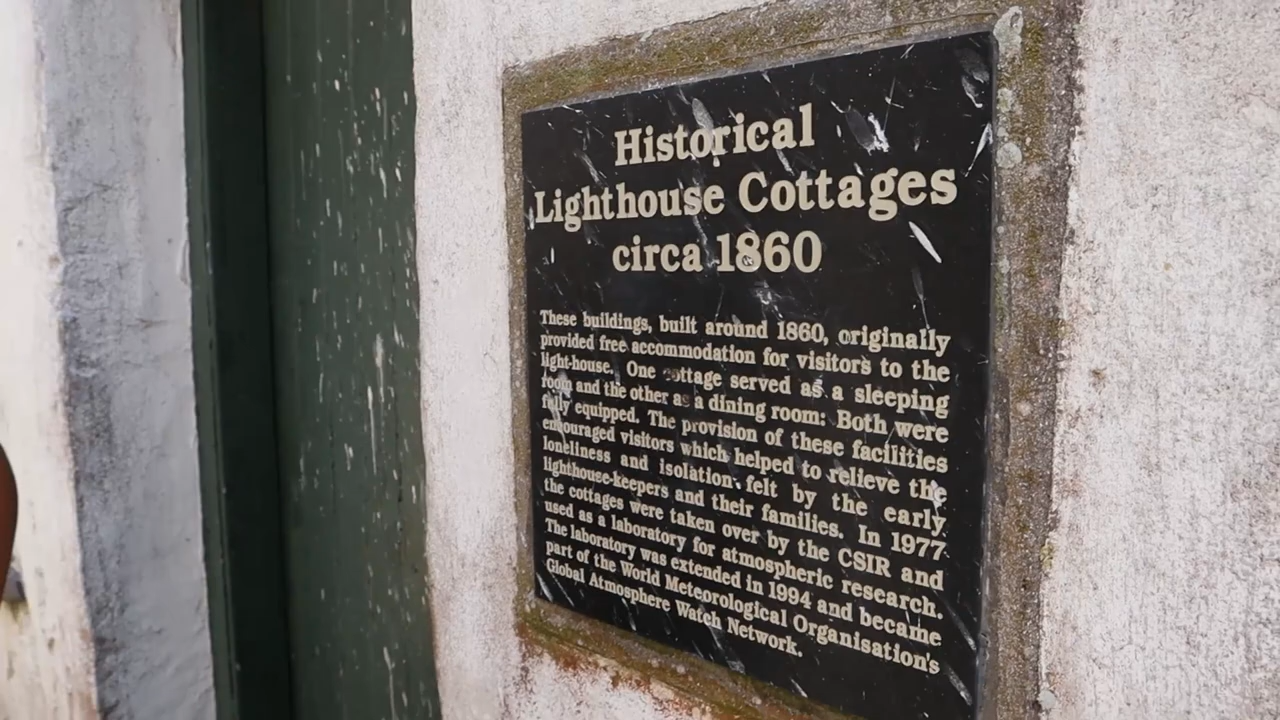 Historical
Lighthouse Cottages
circa 1860
These buildings, built around 1860, originally
provided free accommodation for visitors to the
light-house. One cottage served as a sleeping
room and the other as a dining room: Both were
fully equipped. The provision of these facilities
encouraged visitors which helped to relieve the
loneliness and isolation felt by the early
lighthouse-keepers and their families. In 1977
the cottages were taken over by the CSIR and
used as a laboratory for atmospheric research.
The laboratory was extended in 1994 and became
part of the World Meteorological Organisation's
Global Atmosphere Watch Network.